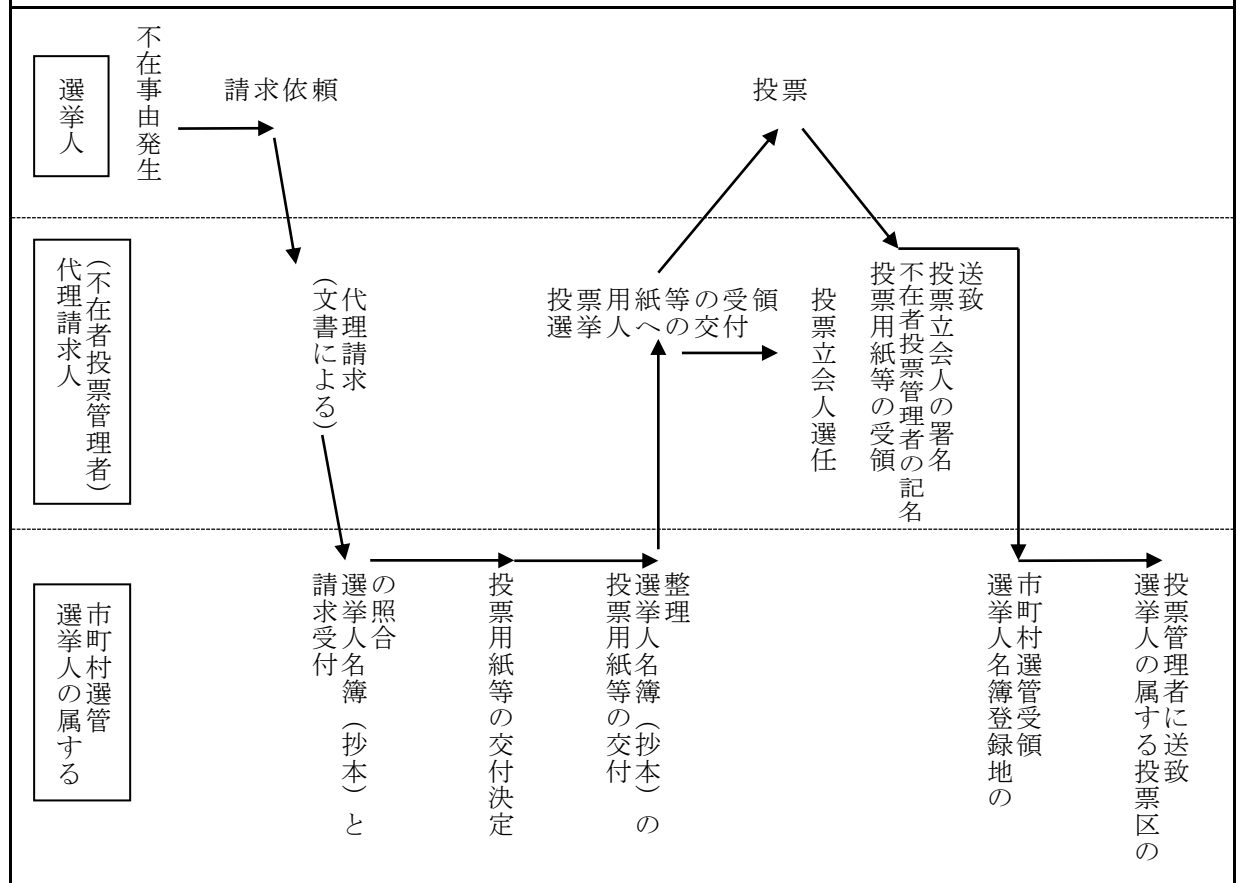 選挙人
不在事由発生
請求依頼
投票
代理請求人
（不在者投票管理者）
代理請求
（文書による）
投票用紙等の受領
選挙人への交付
投票立会人選任
投票用紙等の受領
不在者投票管理者の記名
投票立会人の署名
送致
選挙人の属する
市町村選管
請求受付
選挙人名簿（抄本）と
の照合
投票用紙等の交付決定
投票用紙等の交付
選挙人名簿（抄本）の
整理
選挙人名簿登録地の
市町村選管受領
選挙人の属する投票区の
投票管理者に送致